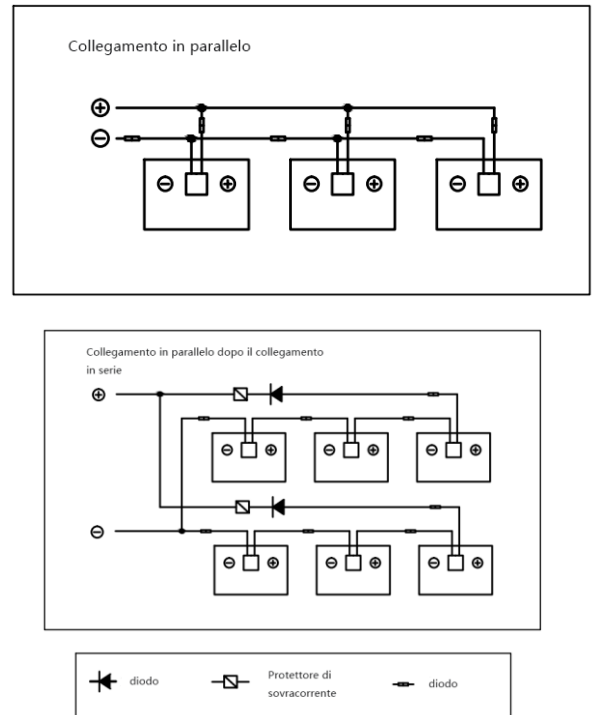 Collegamento in parallelo
Collegamento in parallelo dopo il collegamento
in serie
diodo
Protettore di
sovracorrente
diodo